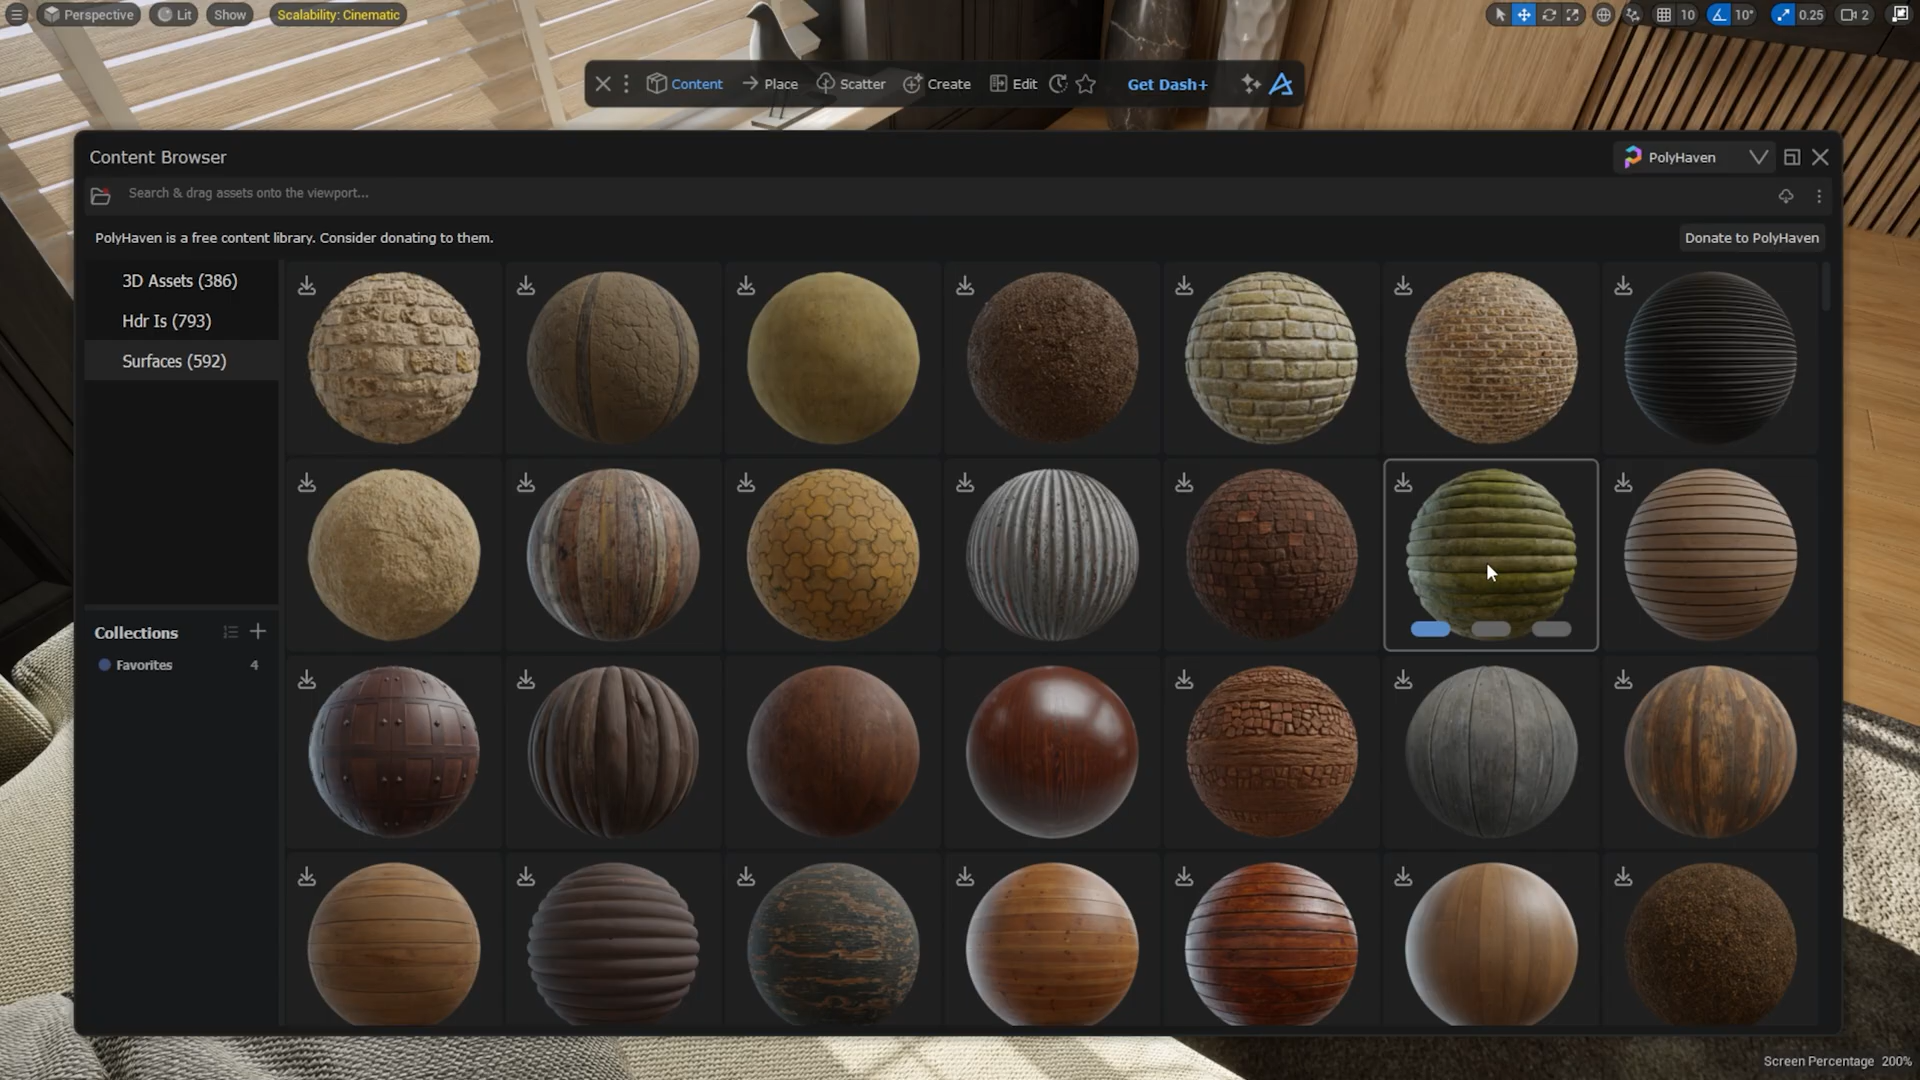 Perspective Lit Show Scalability: Cinematic 10 10° 0.25 2
Content Place Scatter Create Edit Get Dash+
Content Browser PolyHaven
Search & drag assets onto the viewport...
PolyHaven is a free content library. Consider donating to them. Donate to PolyHaven
3D Assets (386)
Hdr Is (793)
Surfaces (592)
Collections
Favorites 4
Screen Percentage 200%